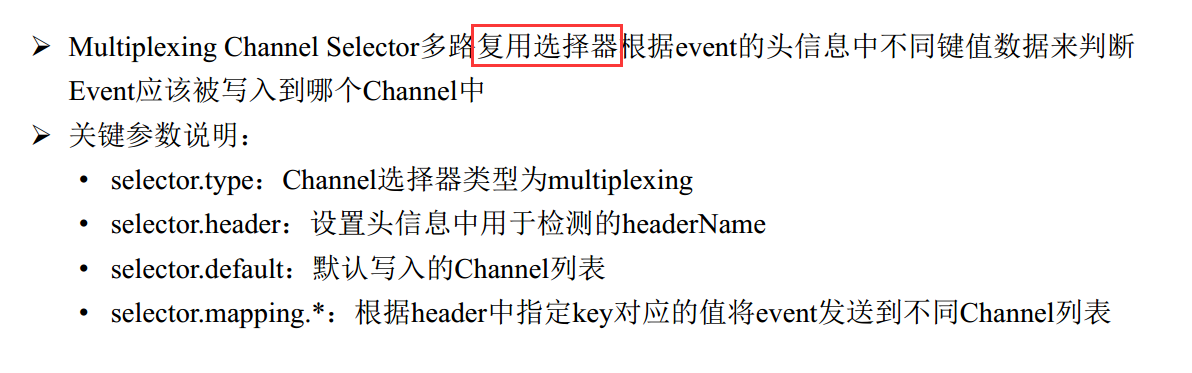 ➢ Multiplexing Channel Selector多路复用选择器根据event的头信息中不同键值数据来判断
Event应该被写入到哪个Channel中
➢ 关键参数说明：
• selector.type：Channel选择器类型为multiplexing
• selector.header：设置头信息中用于检测的headerName
• selector.default：默认写入的Channel列表
• selector.mapping.*：根据header中指定key对应的值将event发送到不同Channel列表